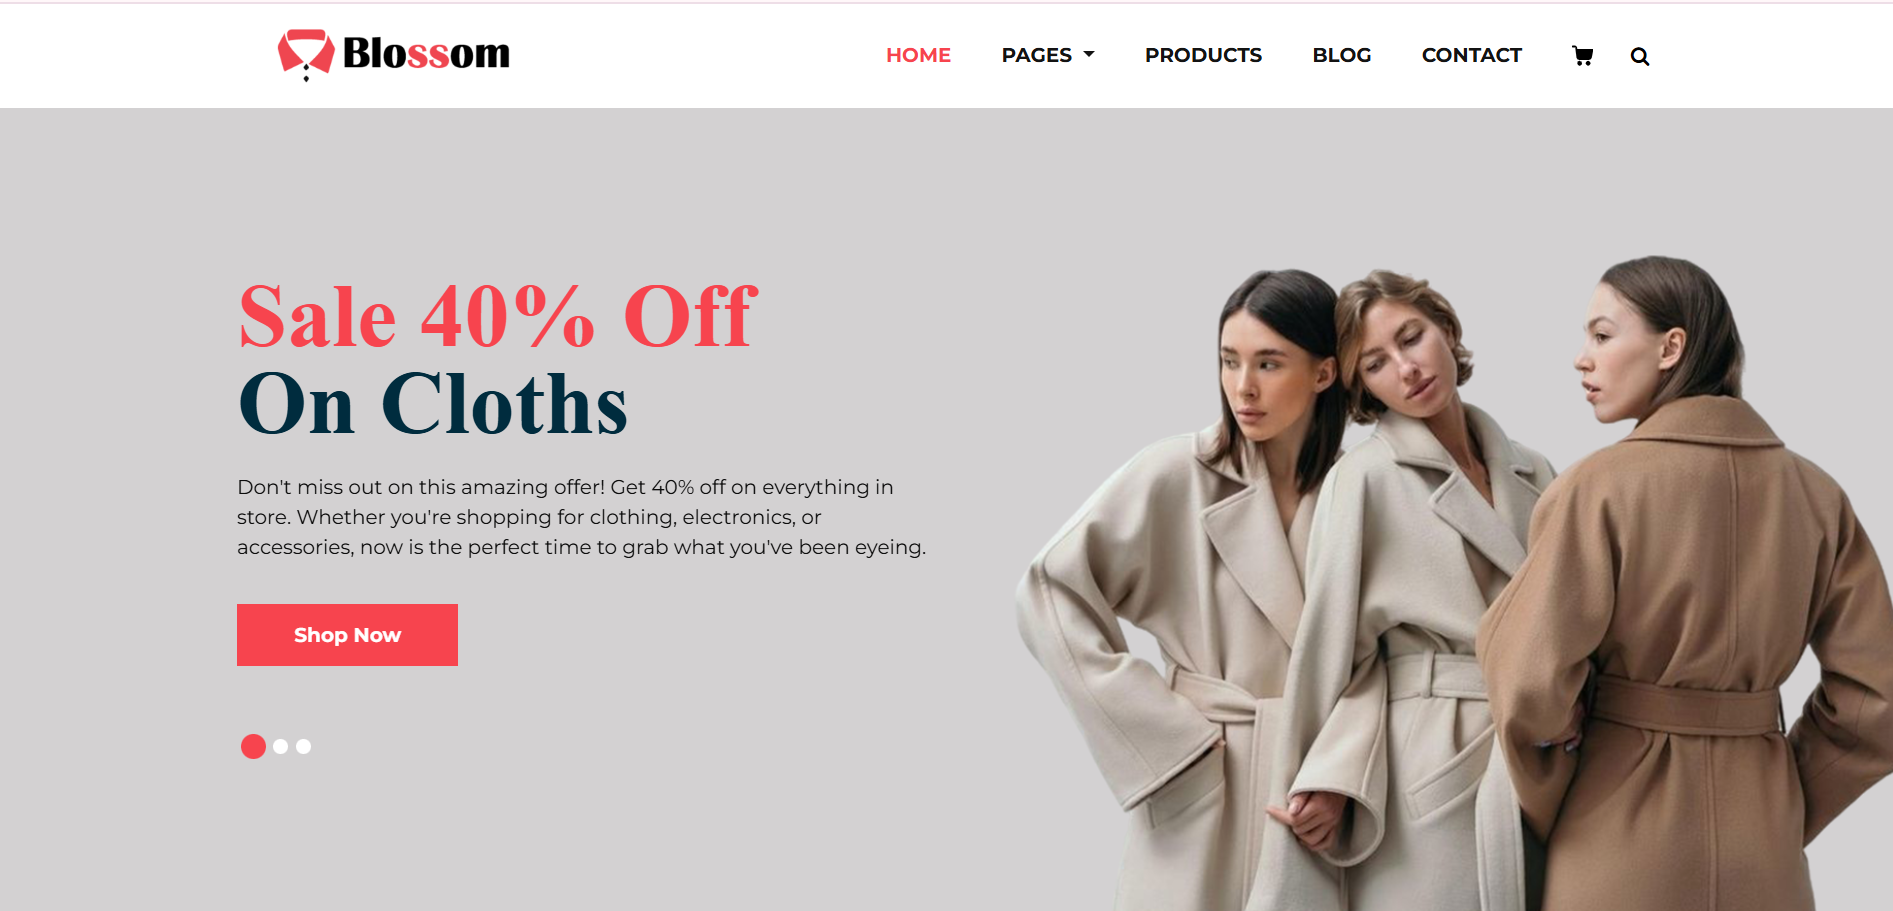 Blossom
HOME PAGES PRODUCTS BLOG CONTACT
Sale 40% Off
On Cloths
Don't miss out on this amazing offer! Get 40% off on everything in
store. Whether you're shopping for clothing, electronics, or
accessories, now is the perfect time to grab what you've been eyeing.
Shop Now